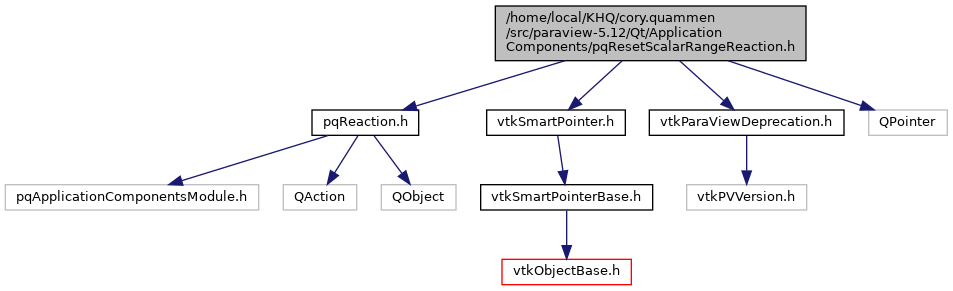 /home/local/KHQ/cory.quammen
/src/paraview-5.12/Qt/Application
Components/pqResetScalarRangeReaction.h
pqReaction.h
vtkSmartPointer.h
vtkParaViewDeprecation.h
QPointer
pqApplicationComponentsModule.h
QAction
QObject
vtkSmartPointerBase.h
vtkPVVersion.h
vtkObjectBase.h